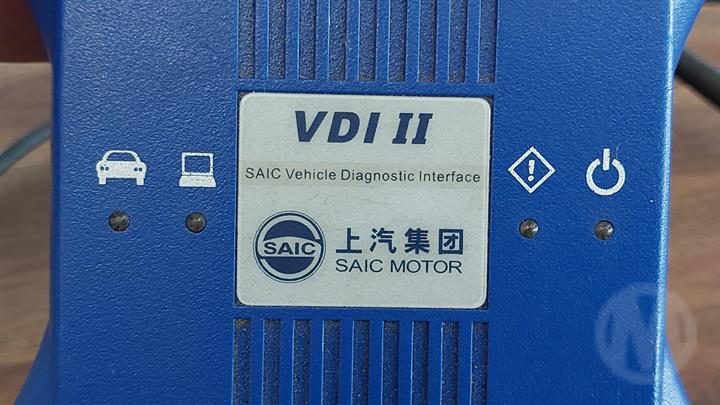 VDI II
SAIC Vehicle Diagnostic Interface
SAIC
上汽集团
SAIC MOTOR